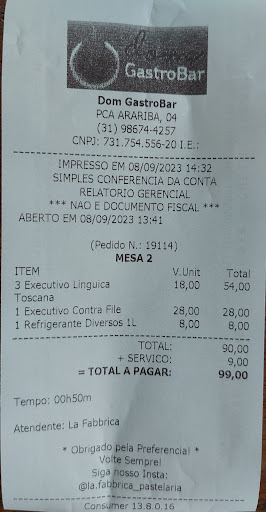 GastroBar
Dom GastroBar
PCA ARARIBA, 04
(31) 98674-4257
CNPJ: 731.754.556-20 I.E.:
IMPRESSO EM 08/09/2023 14:32
SIMPLES CONFERENCIA DA CONTA
RELATORIO GERENCIAL
*** NAO E DOCUMENTO FISCAL ***
ABERTO EM 08/09/2023 13:41
(Pedido N.: 19114)
MESA 2
ITEM V.Unit Total
3 Executivo Linguica 18,00 54,00
Toscana
1 Executivo Contra File 28,00 28,00
1 Refrigerante Diversos 1L 8,00 8,00
TOTAL: 90,00
+ SERVICO: 9,00
= TOTAL A PAGAR: 99,00
Tempo: 00h50m
Atendente: La Fabbrica
* Obrigado pela Preferencia! *
Volte Sempre!
Siga nosso Insta:
@la.fabbrica_pastelaria
Consumer 13.8.0.16